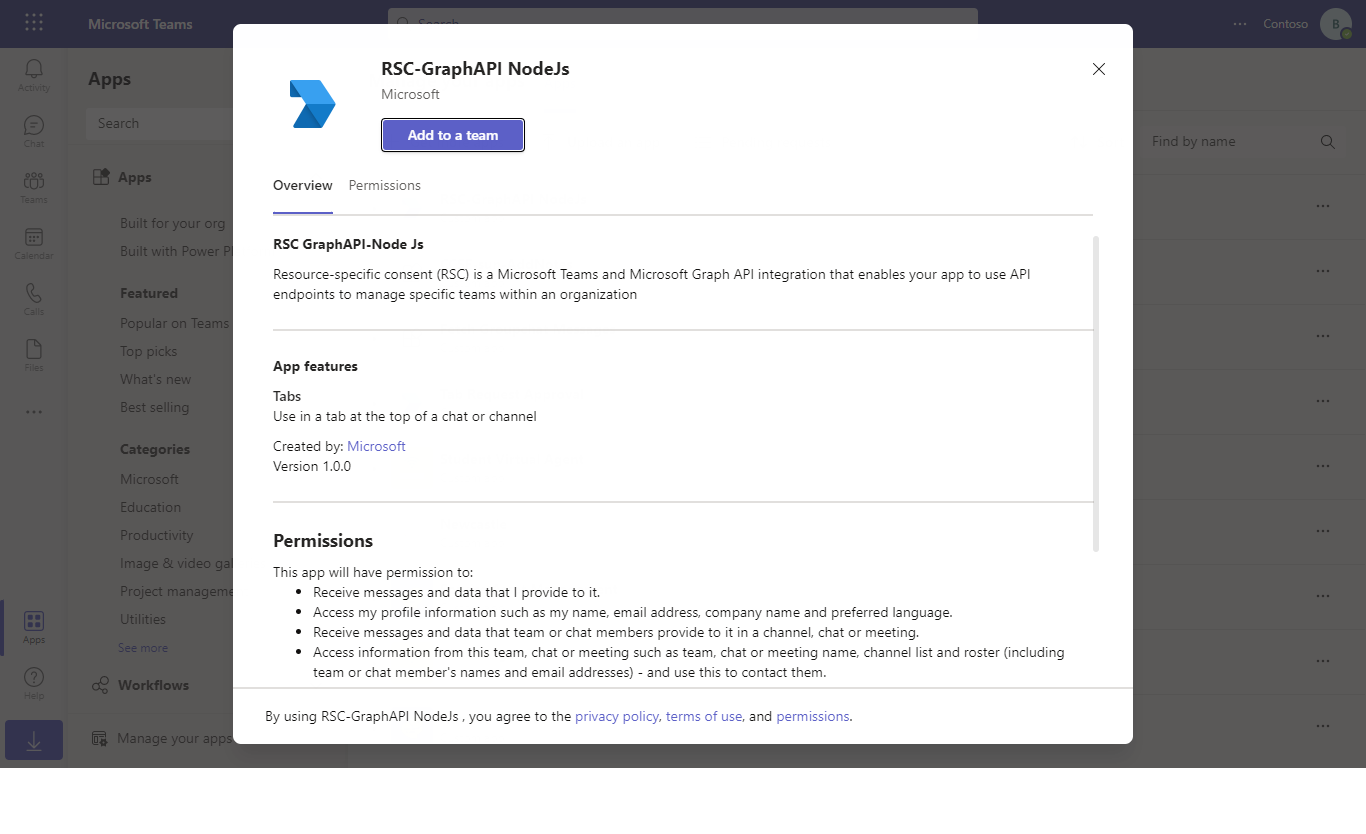 Microsoft Teams
Search
Contoso
B
Activity
Chat
Teams
Calendar
Calls
Files
Apps
Help
Apps
Search
Apps
Built for your org
Built with Power
Featured
Popular on Teams
Top picks
What's new
Best selling
Categories
Microsoft
Education
Productivity
Image & video
Project
Utilities
See more
Workflows
Manage your apps
Find by name
RSC-GraphAPI NodeJs
Microsoft
Add to a team
Overview Permissions
RSC GraphAPI-Node Js
Resource-specific consent (RSC) is a Microsoft Teams and Microsoft Graph API integration that enables your app to use API
endpoints to manage specific teams within an organization
App features
Tabs
Use in a tab at the top of a chat or channel
Created by: Microsoft
Version 1.0.0
Permissions
This app will have permission to:
Receive messages and data that I provide to it.
Access my profile information such as my name, email address, company name and preferred language.
Receive messages and data that team or chat members provide to it in a channel, chat or meeting.
Access information from this team, chat or meeting such as team, chat or meeting name, channel list and roster (including
team or chat member's names and email addresses) - and use this to contact them.
By using RSC-GraphAPI NodeJs , you agree to the privacy policy, terms of use, and permissions.